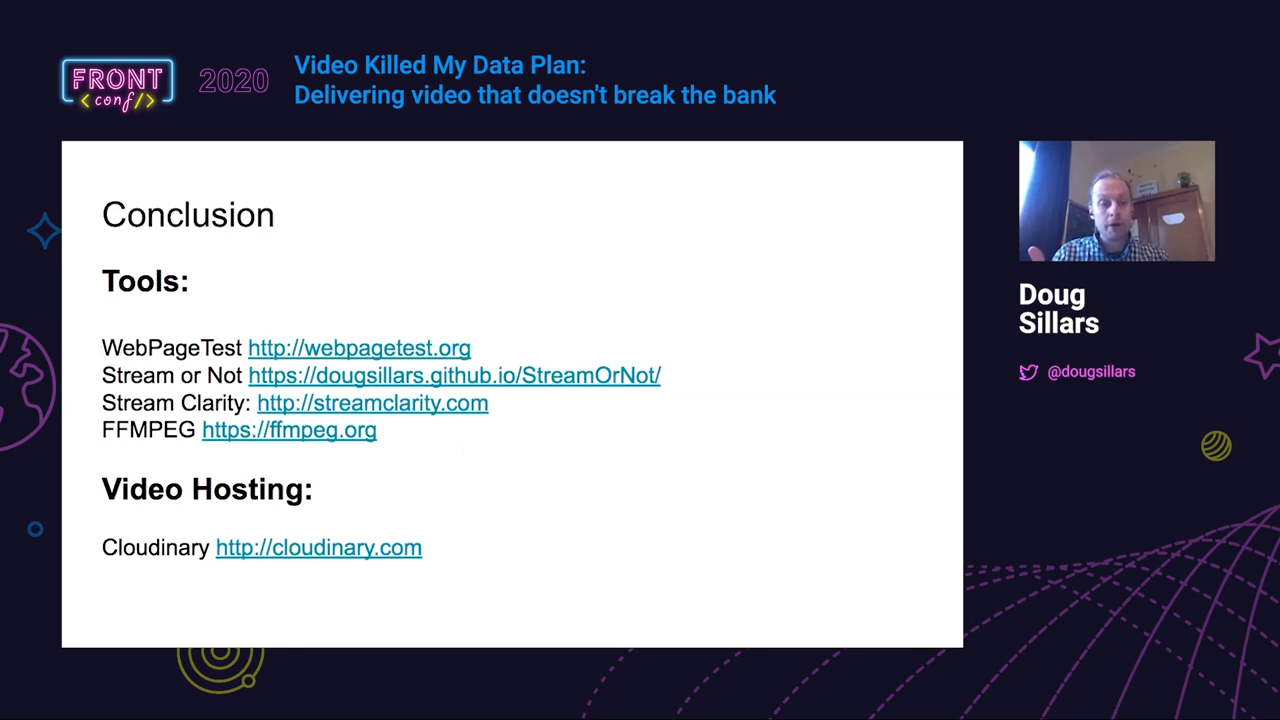 FRONT
<conf/>
2020
Video Killed My Data Plan:
Delivering video that doesn't break the bank
Conclusion
Tools:
WebPageTest http://webpagetest.org
Stream or Not https://dougsillars.github.io/StreamOrNot/
Stream Clarity: http://streamclarity.com
FFMPEG https://ffmpeg.org
Video Hosting:
Cloudinary http://cloudinary.com
Doug
Sillars
@dougsillars